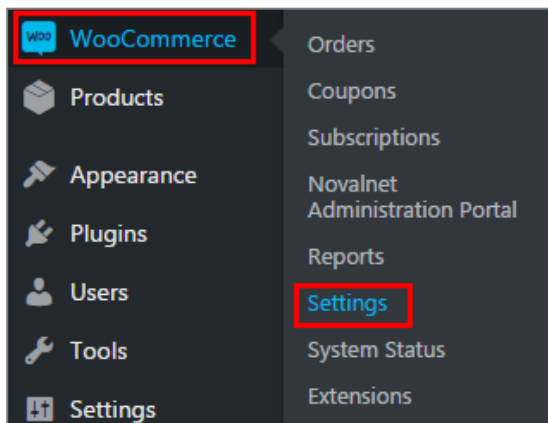 Woo WooCommerce
Products
Appearance
Plugins
Users
Tools
Settings
Orders
Coupons
Subscriptions
Novalnet
Administration Portal
Reports
Settings
System Status
Extensions